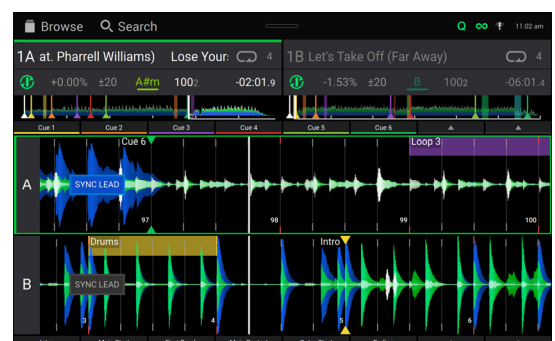 Browse Search Q 11:02 am
1A at. Pharrell Williams) Lose Your 4 1B Let's Take Off (Far Away) 4
+0.00% ±20 A#m 1002 -02:01.9 -1.53% ±20 B 1002 -06:01.4
Cue 1 Cue 2 Cue 3 Cue 4 Cue 5 Cue 6
Cue 6 Loop 3
A SYNC LEAD
97 98 99 100
Drums Intro
B SYNC LEAD
3 4 5 6